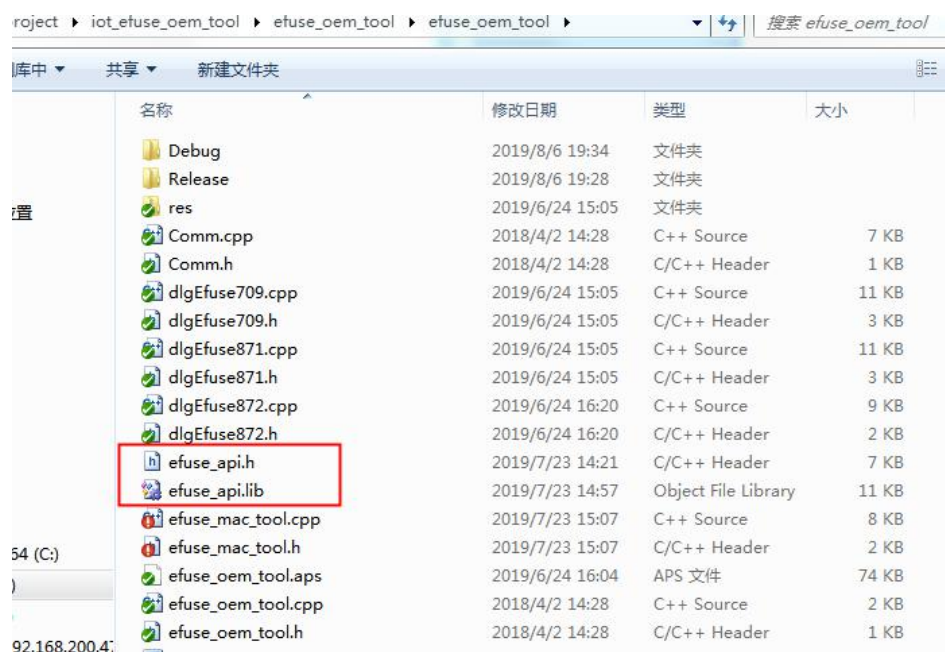 roject ▸ iot_efuse_oem_tool ▸ efuse_oem_tool ▸ efuse_oem_tool ▸ 搜索 efuse_oem_tool
库中 共享 新建文件夹
名称 修改日期 类型 大小
Debug 2019/8/6 19:34 文件夹
Release 2019/8/6 19:28 文件夹
res 2019/6/24 15:05 文件夹
位置
Comm.cpp 2018/4/2 14:28 C++ Source 7 KB
Comm.h 2018/4/2 14:28 C/C++ Header 1 KB
dlgEfuse709.cpp 2019/6/24 15:05 C++ Source 11 KB
dlgEfuse709.h 2019/6/24 15:05 C/C++ Header 3 KB
dlgEfuse871.cpp 2019/6/24 15:05 C++ Source 11 KB
dlgEfuse871.h 2019/6/24 15:05 C/C++ Header 3 KB
dlgEfuse872.cpp 2019/6/24 16:20 C++ Source 9 KB
dlgEfuse872.h 2019/6/24 16:20 C/C++ Header 2 KB
efuse_api.h 2019/7/23 14:21 C/C++ Header 7 KB
efuse_api.lib 2019/7/23 14:57 Object File Library 11 KB
efuse_mac_tool.cpp 2019/7/23 15:07 C++ Source 8 KB
64 (C:) efuse_mac_tool.h 2019/7/23 15:07 C/C++ Header 2 KB
) efuse_oem_tool.aps 2019/6/24 16:04 APS 文件 74 KB
efuse_oem_tool.cpp 2018/4/2 14:28 C++ Source 2 KB
92.168.200.47 efuse_oem_tool.h 2018/4/2 14:28 C/C++ Header 1 KB